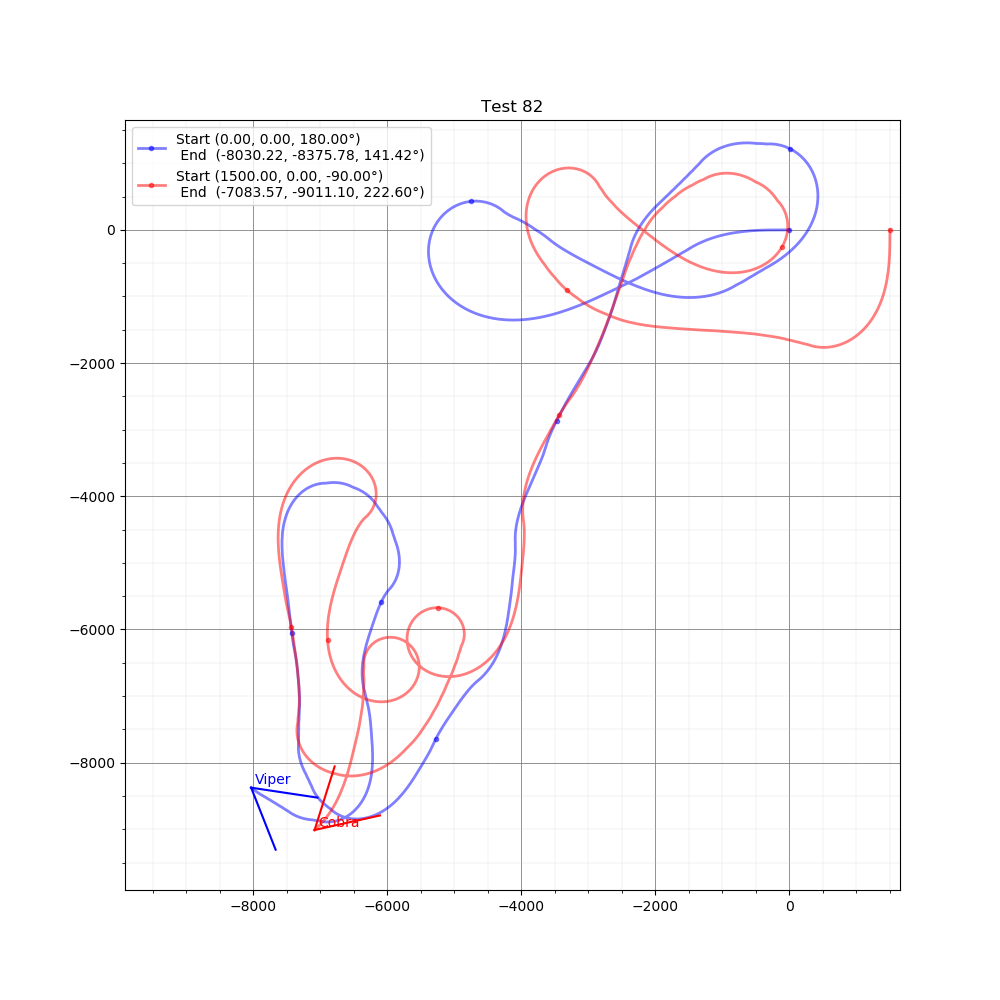 Test 82
Start (0.00, 0.00, 180.00°)
End  (-8030.22, -8375.78, 141.42°)
Start (1500.00, 0.00, -90.00°)
End  (-7083.57, -9011.10, 222.60°)
0
−2000
−4000
−6000
−8000
Viper
Cobra
−8000 −6000 −4000 −2000 0